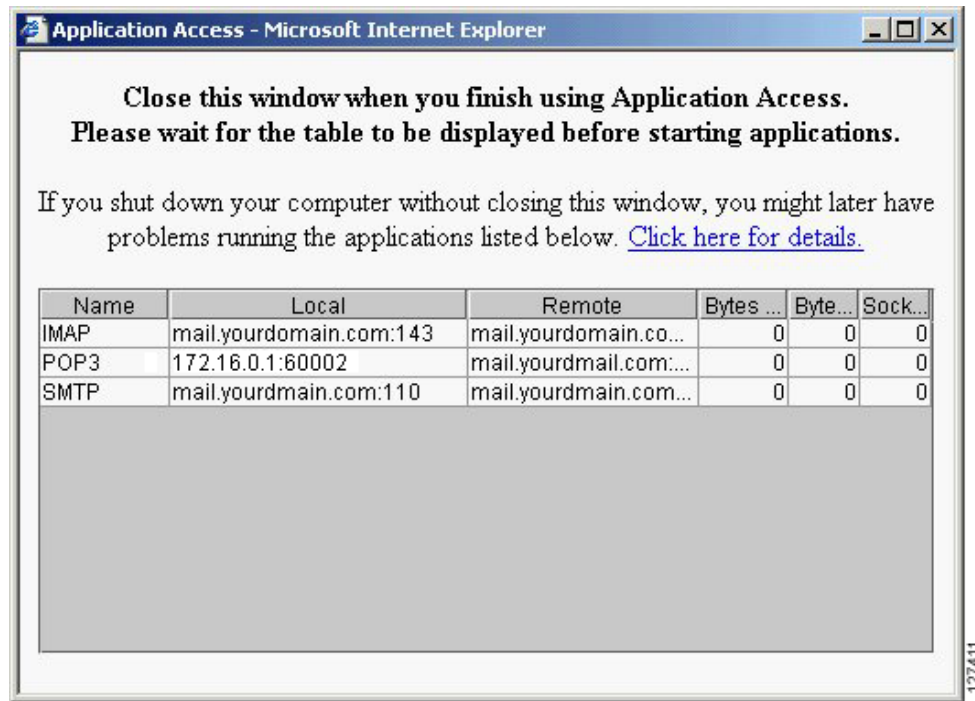 Application Access - Microsoft Internet Explorer
Close this window when you finish using Application Access.
Please wait for the table to be displayed before starting applications.
If you shut down your computer without closing this window, you might later have
problems running the applications listed below. Click here for details.
Name Local Remote Bytes ... Byte... Sock...
IMAP mail.yourdomain.com:143 mail.yourdomain.co... 0 0 0
POP3 172.16.0.1:60002 mail.yourdmail.com:... 0 0 0
SMTP mail.yourdmain.com:110 mail.yourdmain.com... 0 0 0
127411